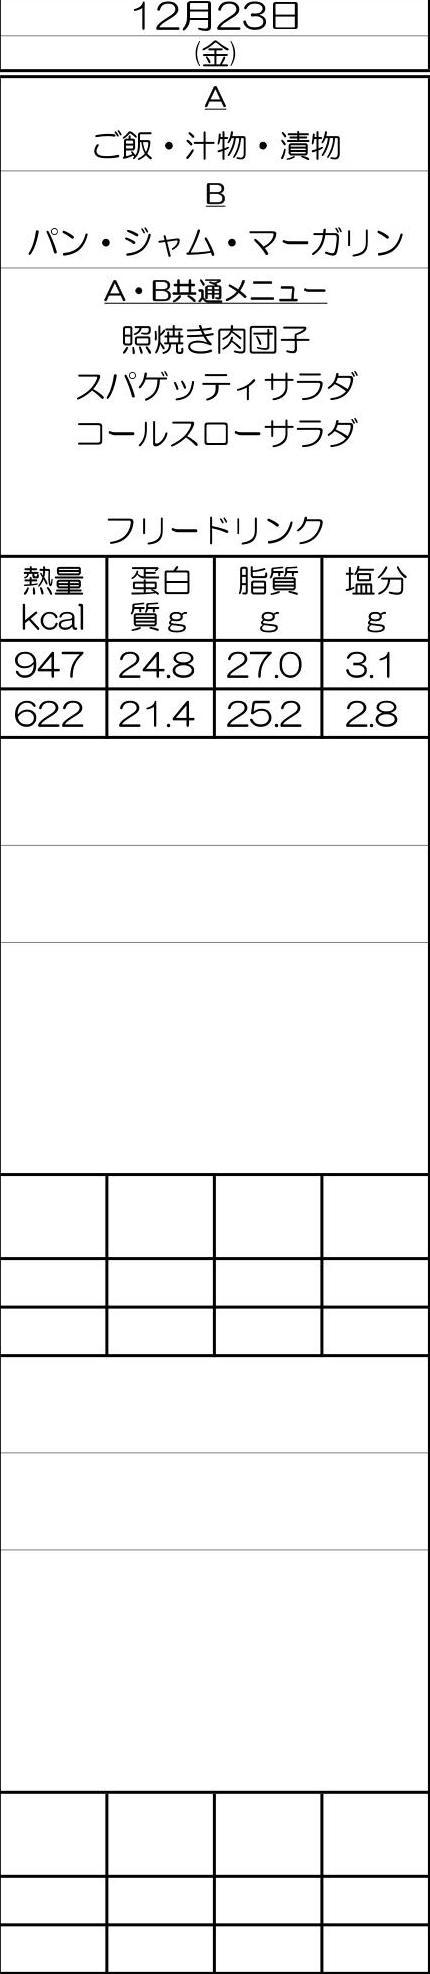 12月23日
(金)
A
ご飯・汁物・漬物
B
パン・ジャム・マーガリン
A・B共通メニュー
照焼き肉団子
スパゲッティサラダ
コールスローサラダ
フリードリンク
熱量 蛋白 脂質 塩分
kcal 質g g g
947 24.8 27.0 3.1
622 21.4 25.2 2.8